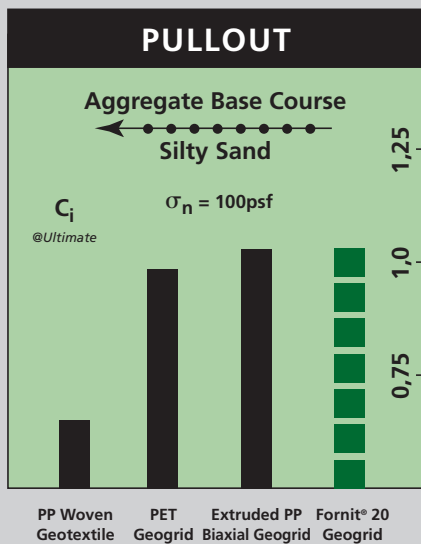 PULLOUT
Aggregate Base Course
Silty Sand
σn = 100psf
Ci
@Ultimate
1,25
1,0
0,75
PP Woven
Geotextile
PET
Geogrid
Extruded PP
Biaxial Geogrid
Fornit® 20
Geogrid